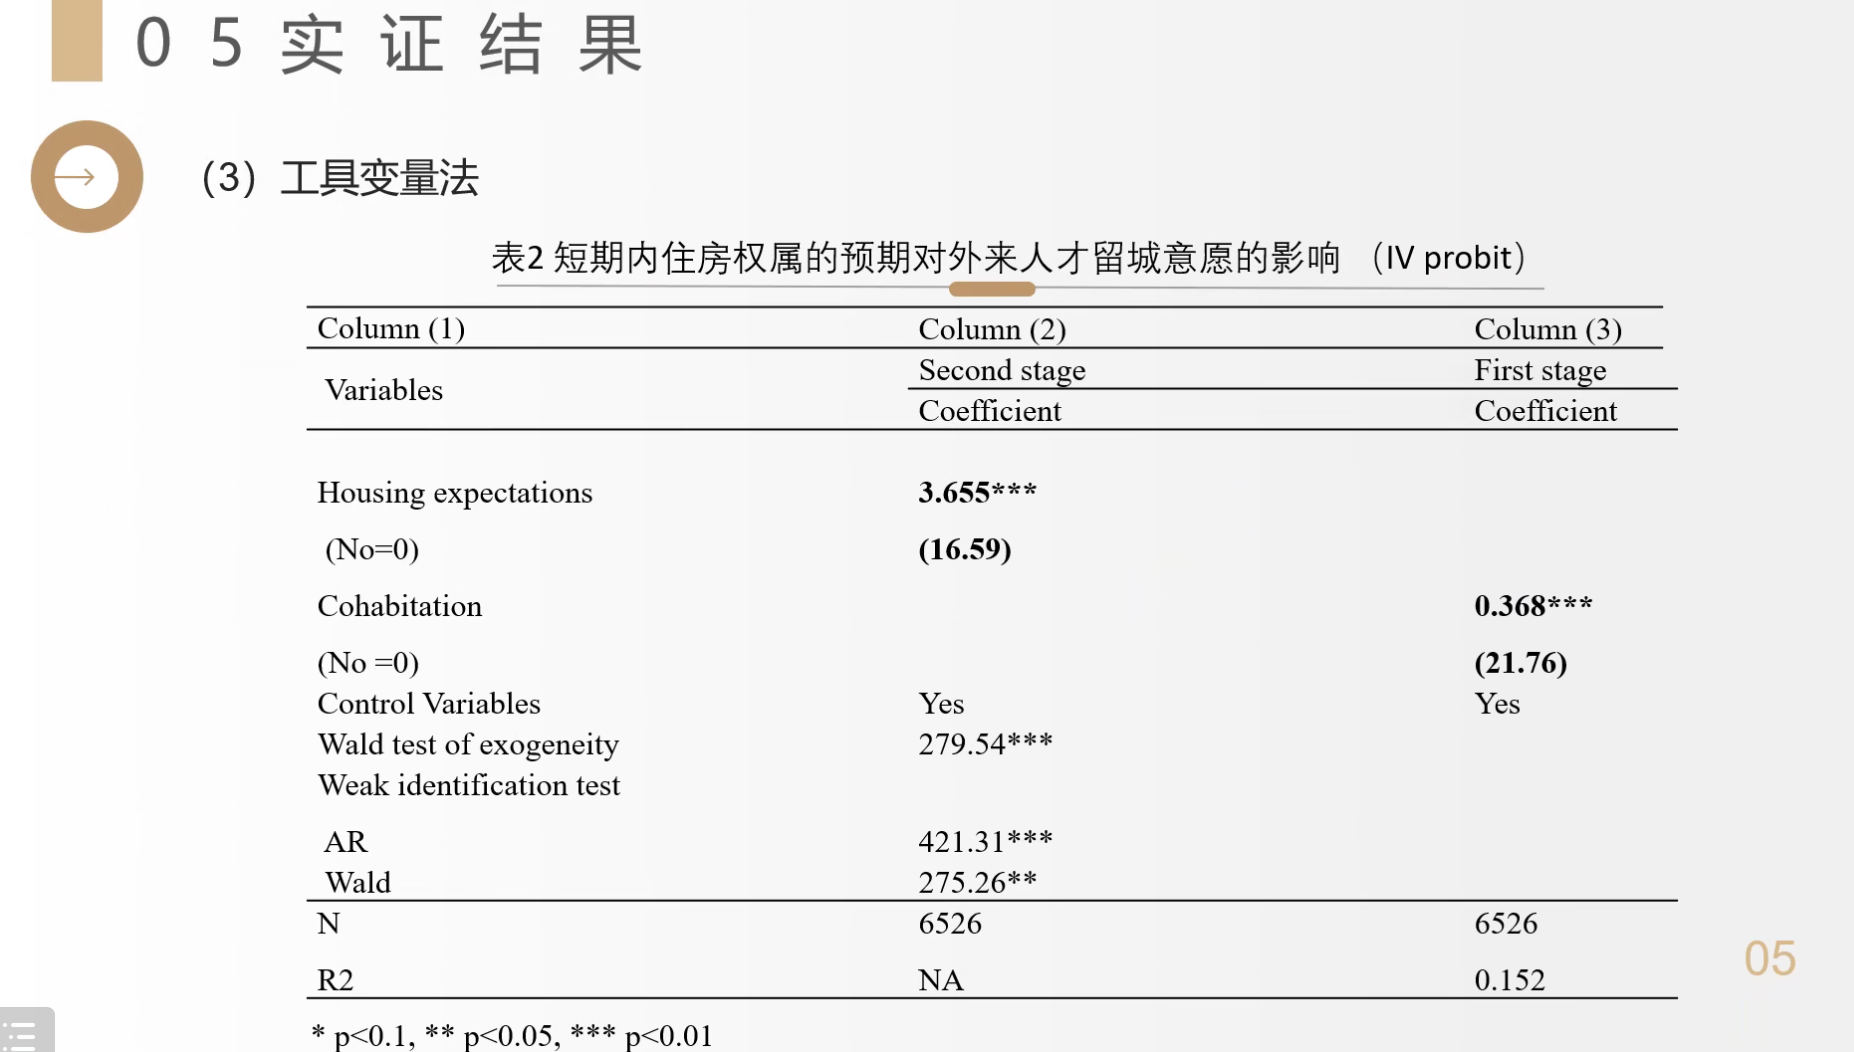 05实证结果
（3）工具变量法
表2 短期内住房权属的预期对外来人才留城意愿的影响 （IV probit）
Column (1) Column (2) Column (3)
Variables Second stage First stage
Coefficient Coefficient
Housing expectations 3.655***
(No=0) (16.59)
Cohabitation 0.368***
(No =0) (21.76)
Control Variables Yes Yes
Wald test of exogeneity 279.54***
Weak identification test
AR 421.31***
Wald 275.26**
N 6526 6526
R2 NA 0.152
* p<0.1, ** p<0.05, *** p<0.01
05